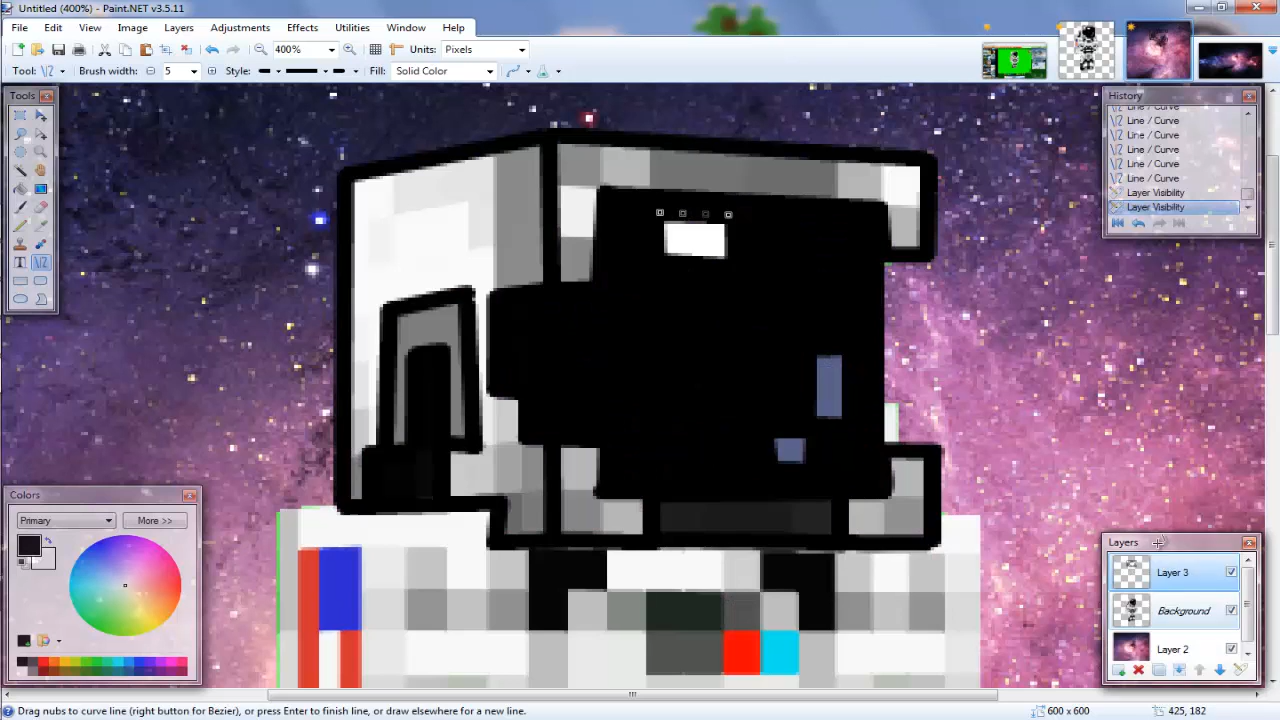 Untitled (400%) - Paint.NET v3.5.11
File Edit View Image Layers Adjustments Effects Utilities Window Help
400% Units: Pixels
Tool: Brush width: 5 Style: Fill: Solid Color
Tools
History
Line / Curve
Line / Curve
Line / Curve
Line / Curve
Line / Curve
Line / Curve
Layer Visibility
Layer Visibility
Colors
Primary More >>
Layers
Layer 3
Background
Layer 2
Drag nubs to curve line (right button for Bezier), or press Enter to finish line, or draw elsewhere for a new line. 600 x 600 425, 182